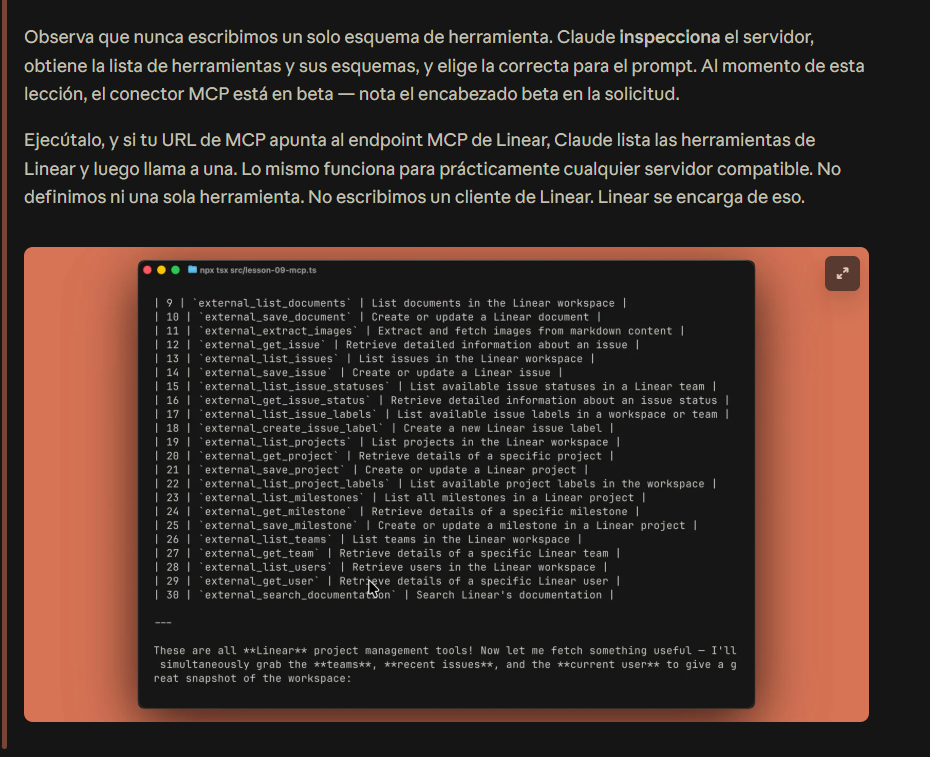 Observa que nunca escribimos un solo esquema de herramienta. Claude inspecciona el servidor,
obtiene la lista de herramientas y sus esquemas, y elige la correcta para el prompt. Al momento de esta
lección, el conector MCP está en beta — nota el encabezado beta en la solicitud.
Ejecútalo, y si tu URL de MCP apunta al endpoint MCP de Linear, Claude lista las herramientas de
Linear y luego llama a una. Lo mismo funciona para prácticamente cualquier servidor compatible. No
definimos ni una sola herramienta. No escribimos un cliente de Linear. Linear se encarga de eso.
npx tsx src/lesson-09-mcp.ts
| 9 | `external_list_documents` | List documents in the Linear workspace |
| 10 | `external_save_document` | Create or update a Linear document |
| 11 | `external_extract_images` | Extract and fetch images from markdown content |
| 12 | `external_get_issue` | Retrieve detailed information about an issue |
| 13 | `external_list_issues` | List issues in the Linear workspace |
| 14 | `external_save_issue` | Create or update a Linear issue |
| 15 | `external_list_issue_statuses` | List available issue statuses in a Linear team |
| 16 | `external_get_issue_status` | Retrieve detailed information about an issue status |
| 17 | `external_list_issue_labels` | List available issue labels in a workspace or team |
| 18 | `external_create_issue_label` | Create a new Linear issue label |
| 19 | `external_list_projects` | List projects in the Linear workspace |
| 20 | `external_get_project` | Retrieve details of a specific project |
| 21 | `external_save_project` | Create or update a Linear project |
| 22 | `external_list_project_labels` | List available project labels in the workspace |
| 23 | `external_list_milestones` | List all milestones in a Linear project |
| 24 | `external_get_milestone` | Retrieve details of a specific milestone |
| 25 | `external_save_milestone` | Create or update a milestone in a Linear project |
| 26 | `external_list_teams` | List teams in the Linear workspace |
| 27 | `external_get_team` | Retrieve details of a specific Linear team |
| 28 | `external_list_users` | Retrieve users in the Linear workspace |
| 29 | `external_get_user` | Retrieve details of a specific Linear user |
| 30 | `external_search_documentation` | Search Linear's documentation |
---
These are all **Linear** project management tools! Now let me fetch something useful — I'll
simultaneously grab the **teams**, **recent issues**, and the **current user** to give a g
reat snapshot of the workspace: